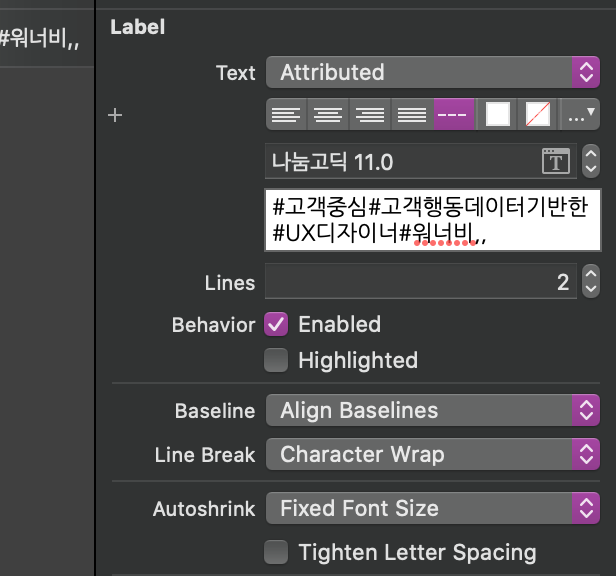 Label
#워너비,,
Text
Attributed
+
---
...
나눔고딕 11.0
T
#고객중심#고객행동데이터기반한
#UX디자이너#워너비,,
Lines
2
Behavior
Enabled
Highlighted
Baseline
Align Baselines
Line Break
Character Wrap
Autoshrink
Fixed Font Size
Tighten Letter Spacing